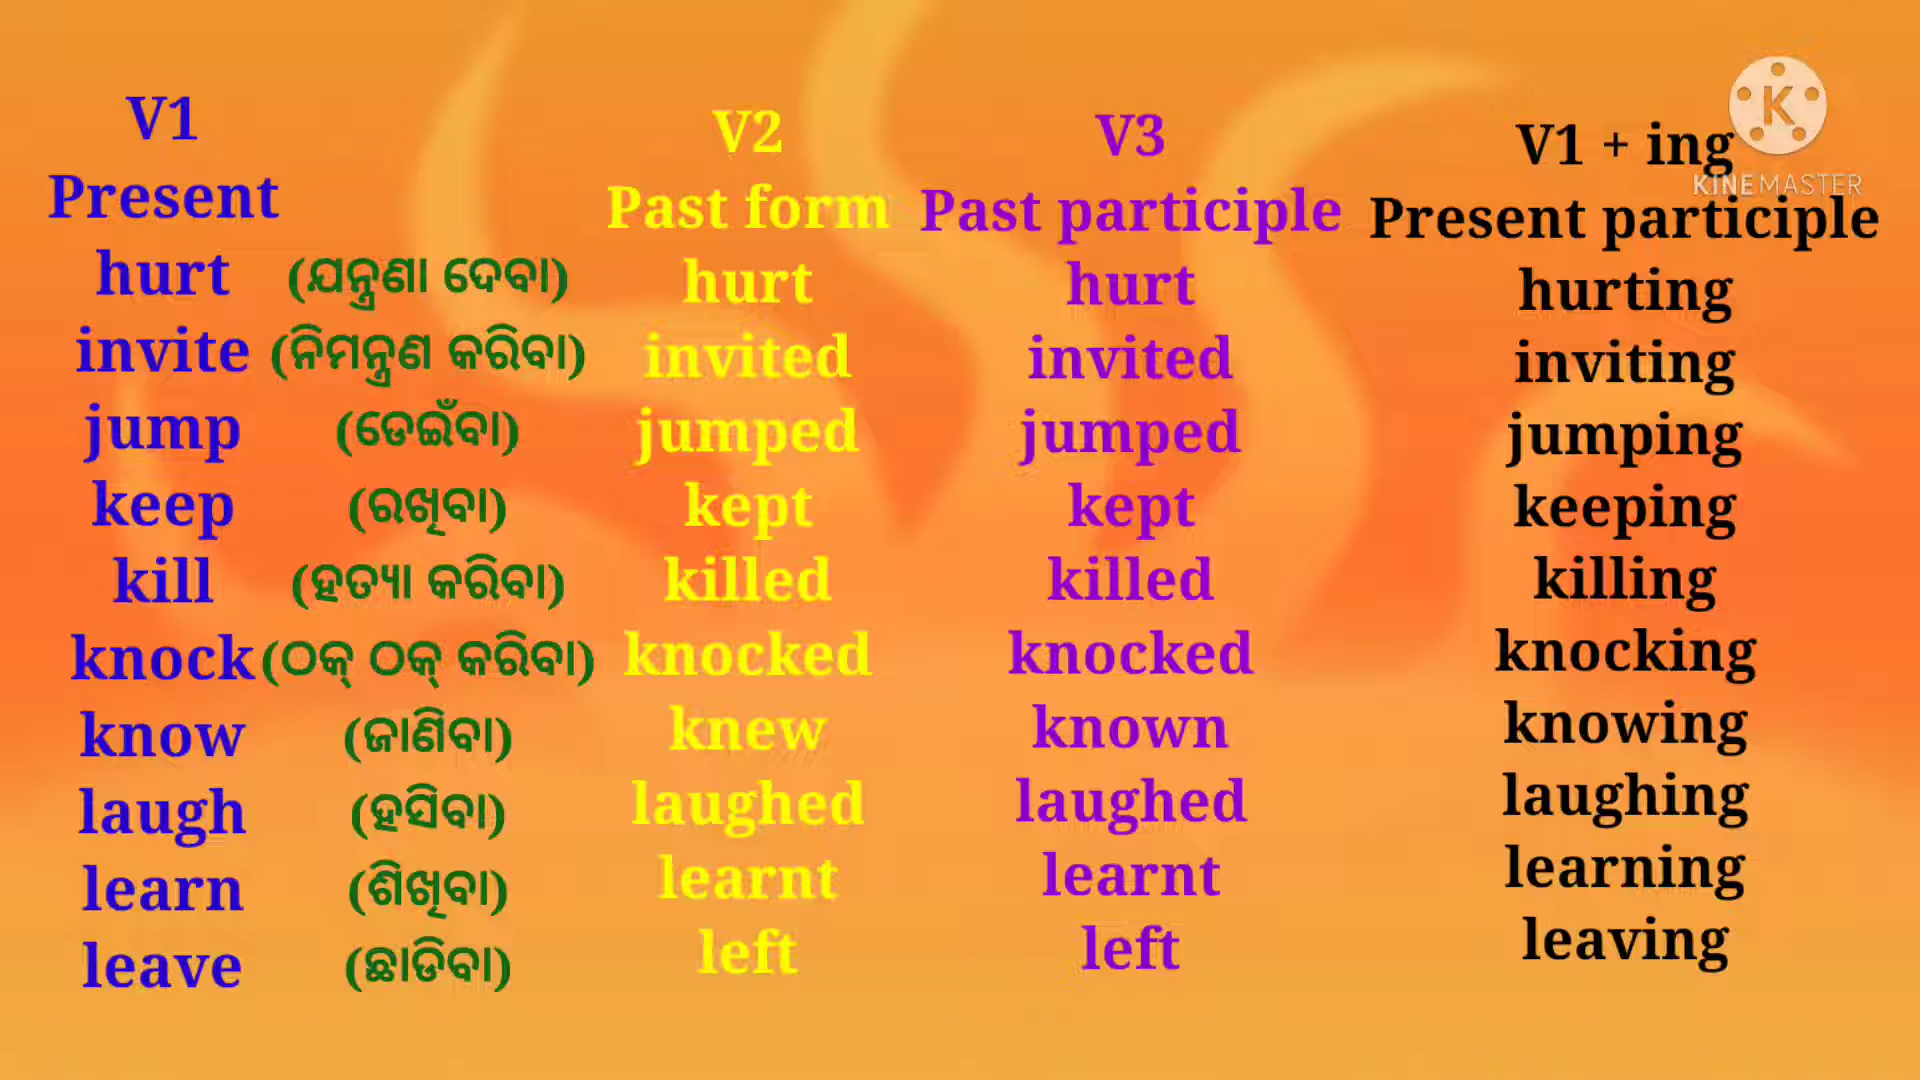 V1 V2 V3 V1 + ing
KINEMASTER
Present Past form Past participle Present participle
hurt (ଯନ୍ତ୍ରଣା ଦେବା) hurt hurt hurting
invite (ନିମନ୍ତ୍ରଣ କରିବା) invited invited inviting
jump (ଡେଇଁବା) jumped jumped jumping
keep (ରଖିବା) kept kept keeping
kill (ହତ୍ୟା କରିବା) killed killed killing
knock (ଠକ୍ ଠକ୍ କରିବା) knocked knocked knocking
know (ଜାଣିବା) knew known knowing
laugh (ହସିବା) laughed laughed laughing
learn (ଶିଖିବା) learnt learnt learning
leave (ଛାଡିବା) left left leaving